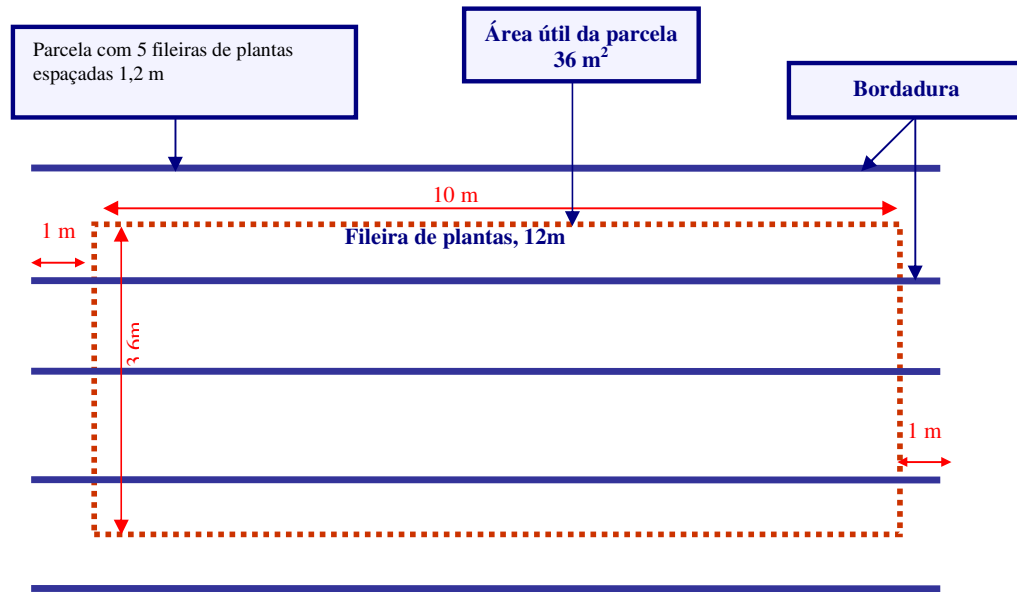 Parcela com 5 fileiras de plantas
espaçadas 1,2 m
Área útil da parcela
36 m²
Bordadura
10 m
1 m
Fileira de plantas, 12m
3,6m
1 m